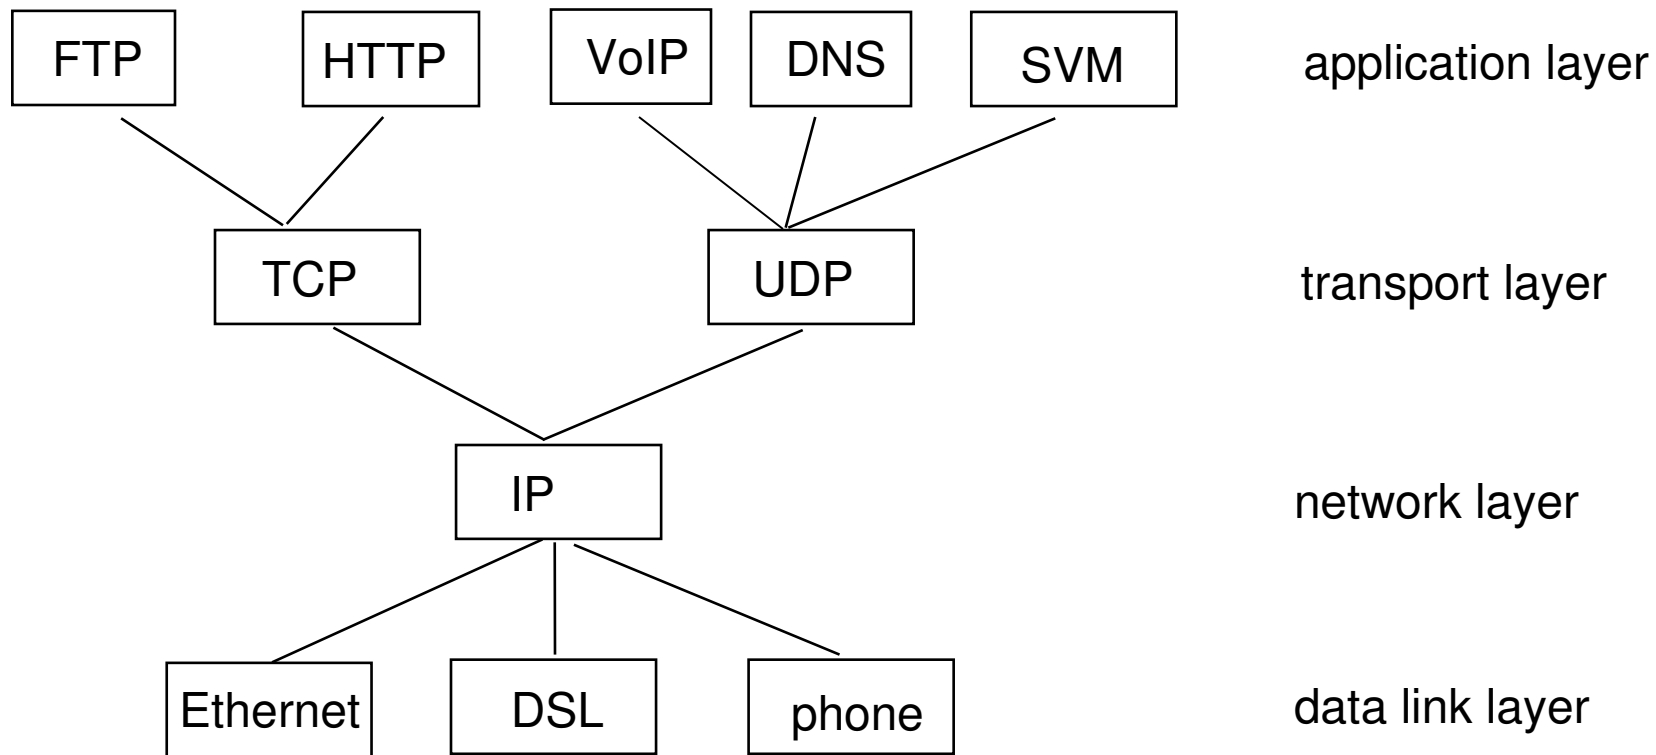 FTP HTTP VoIP DNS SVM application layer
TCP UDP transport layer
IP network layer
Ethernet DSL phone data link layer